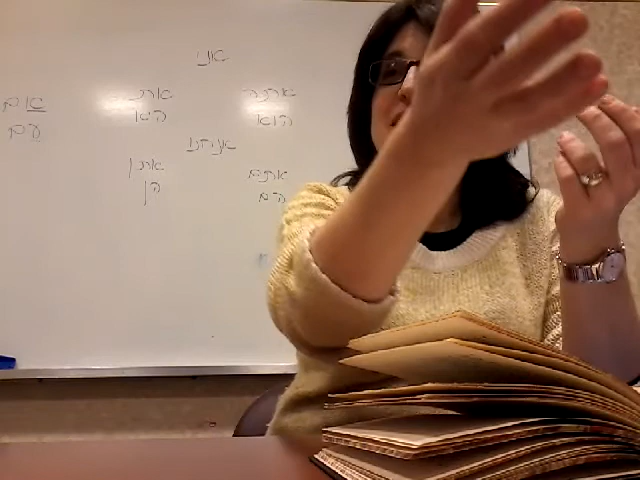 אני
אתה את
הוא היא
אנחנו
אתם אתן
הם הן
אִם
עִם